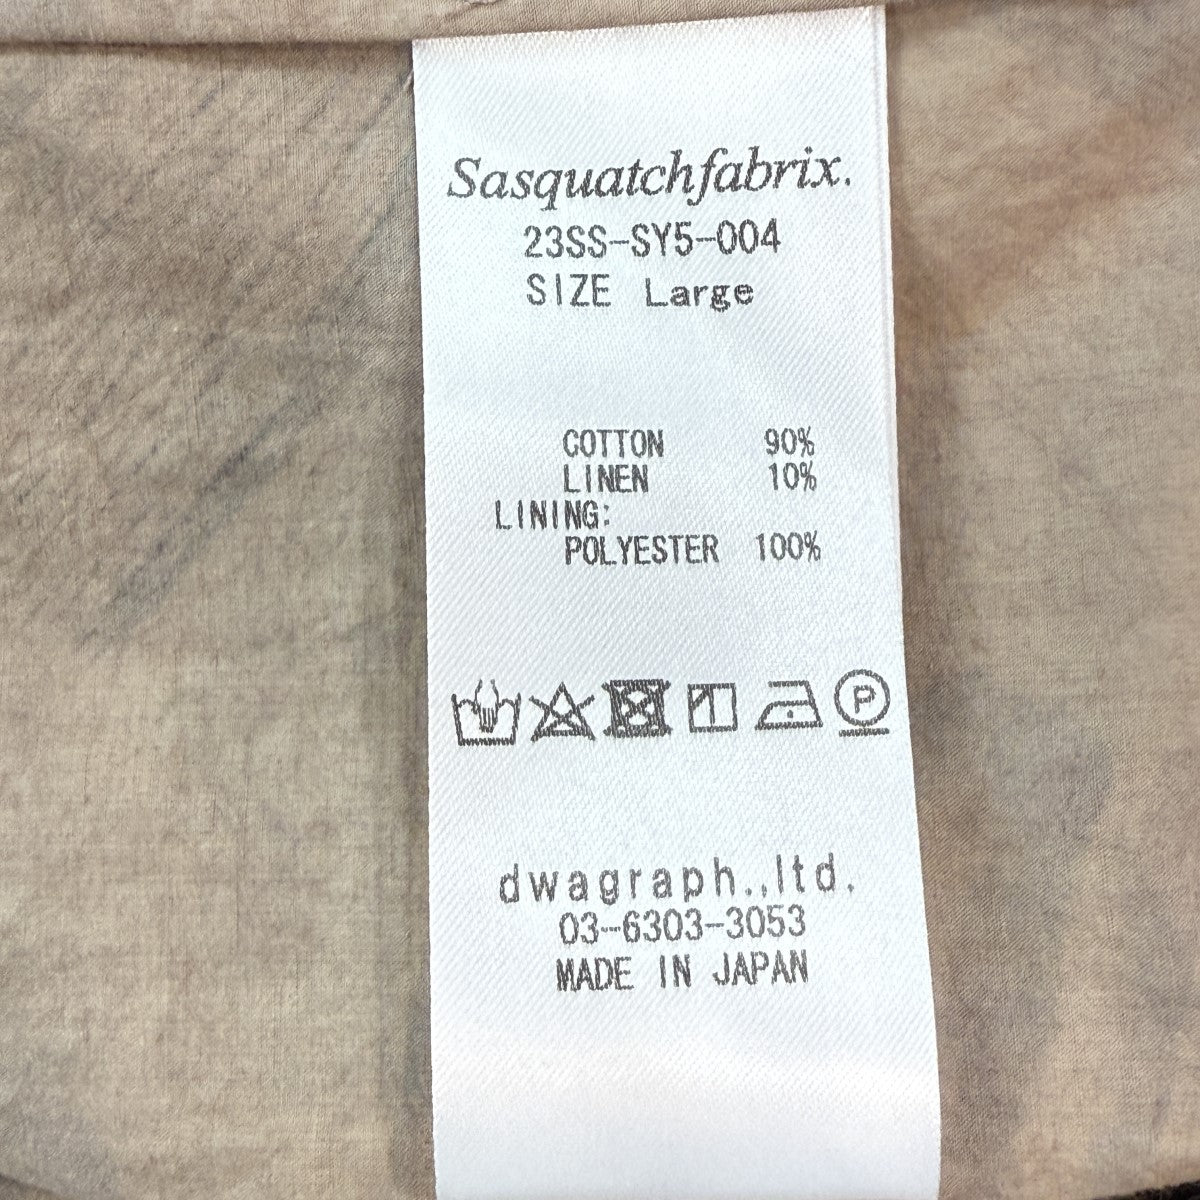 Sasquatchfabrix.
23SS-SY5-004
SIZE Large
COTTON 90%
LINEN 10%
LINING:
POLYESTER 100%
P
dwagraph.,ltd.
03-6303-3053
MADE IN JAPAN